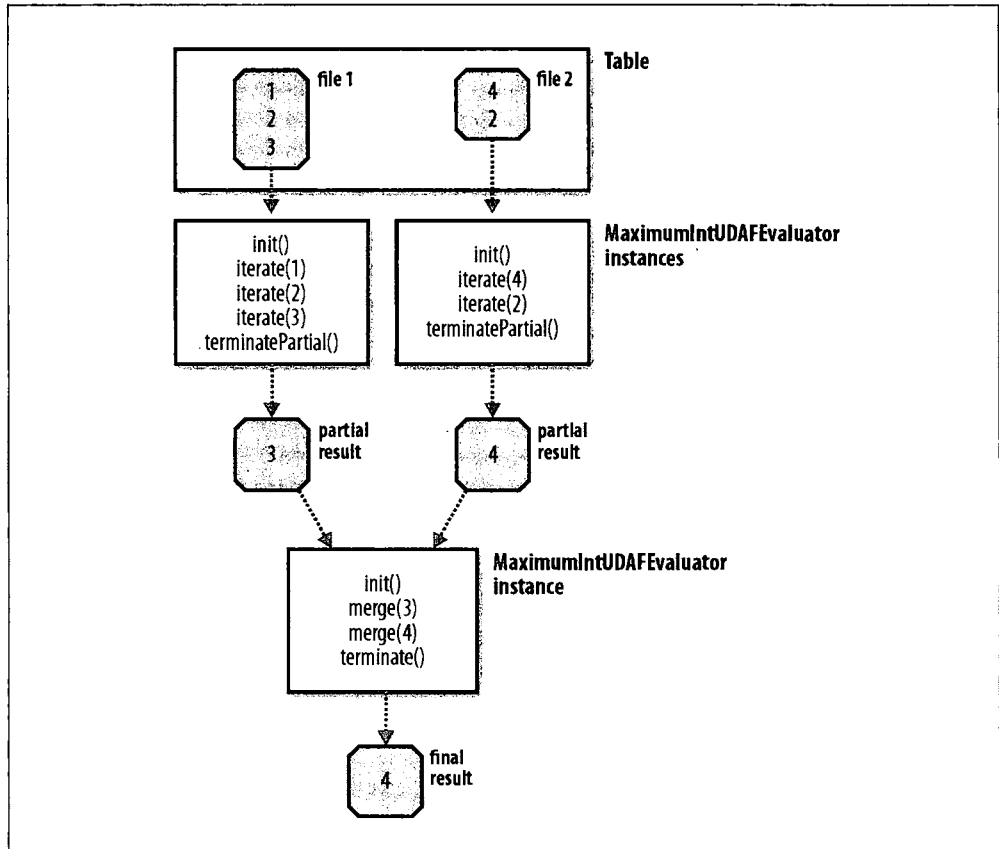 Table
file 1
1
2
3
file 2
4
2
MaximumIntUDAFEvaluator
instances
init()
iterate(1)
iterate(2)
iterate(3)
terminatePartial()
init()
iterate(4)
iterate(2)
terminatePartial()
3
partial
result
4
partial
result
MaximumIntUDAFEvaluator
instance
init()
merge(3)
merge(4)
terminate()
4
final
result